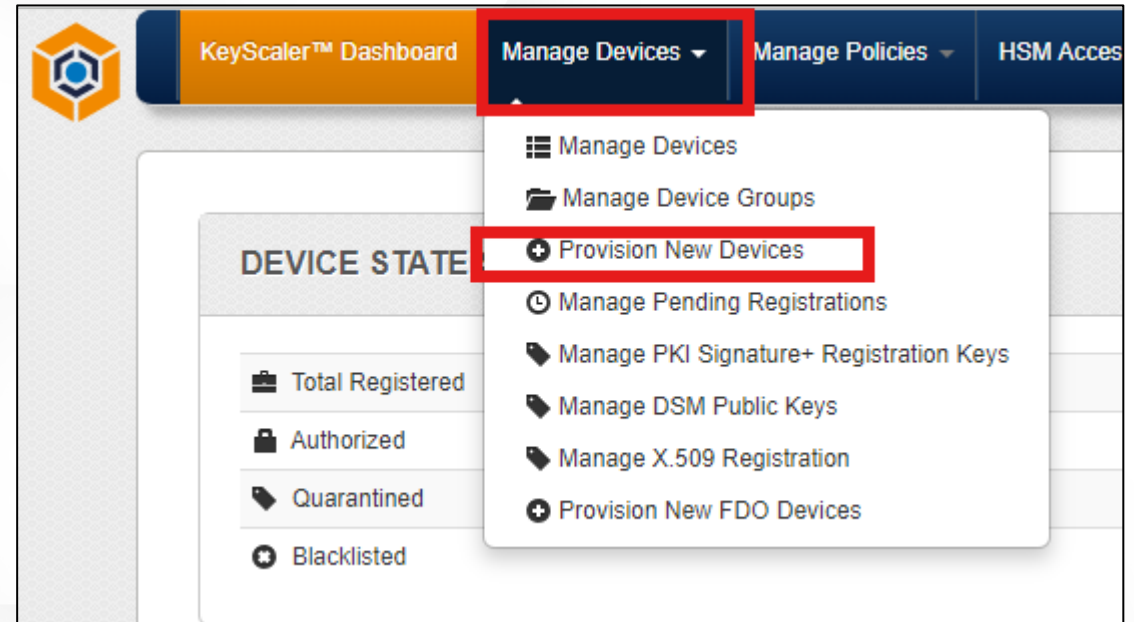 KeyScaler™ Dashboard
Manage Devices
Manage Policies
HSM Acces
Manage Devices
Manage Device Groups
Provision New Devices
Manage Pending Registrations
Manage PKI Signature+ Registration Keys
Manage DSM Public Keys
Manage X.509 Registration
Provision New FDO Devices
DEVICE STATE
Total Registered
Authorized
Quarantined
Blacklisted